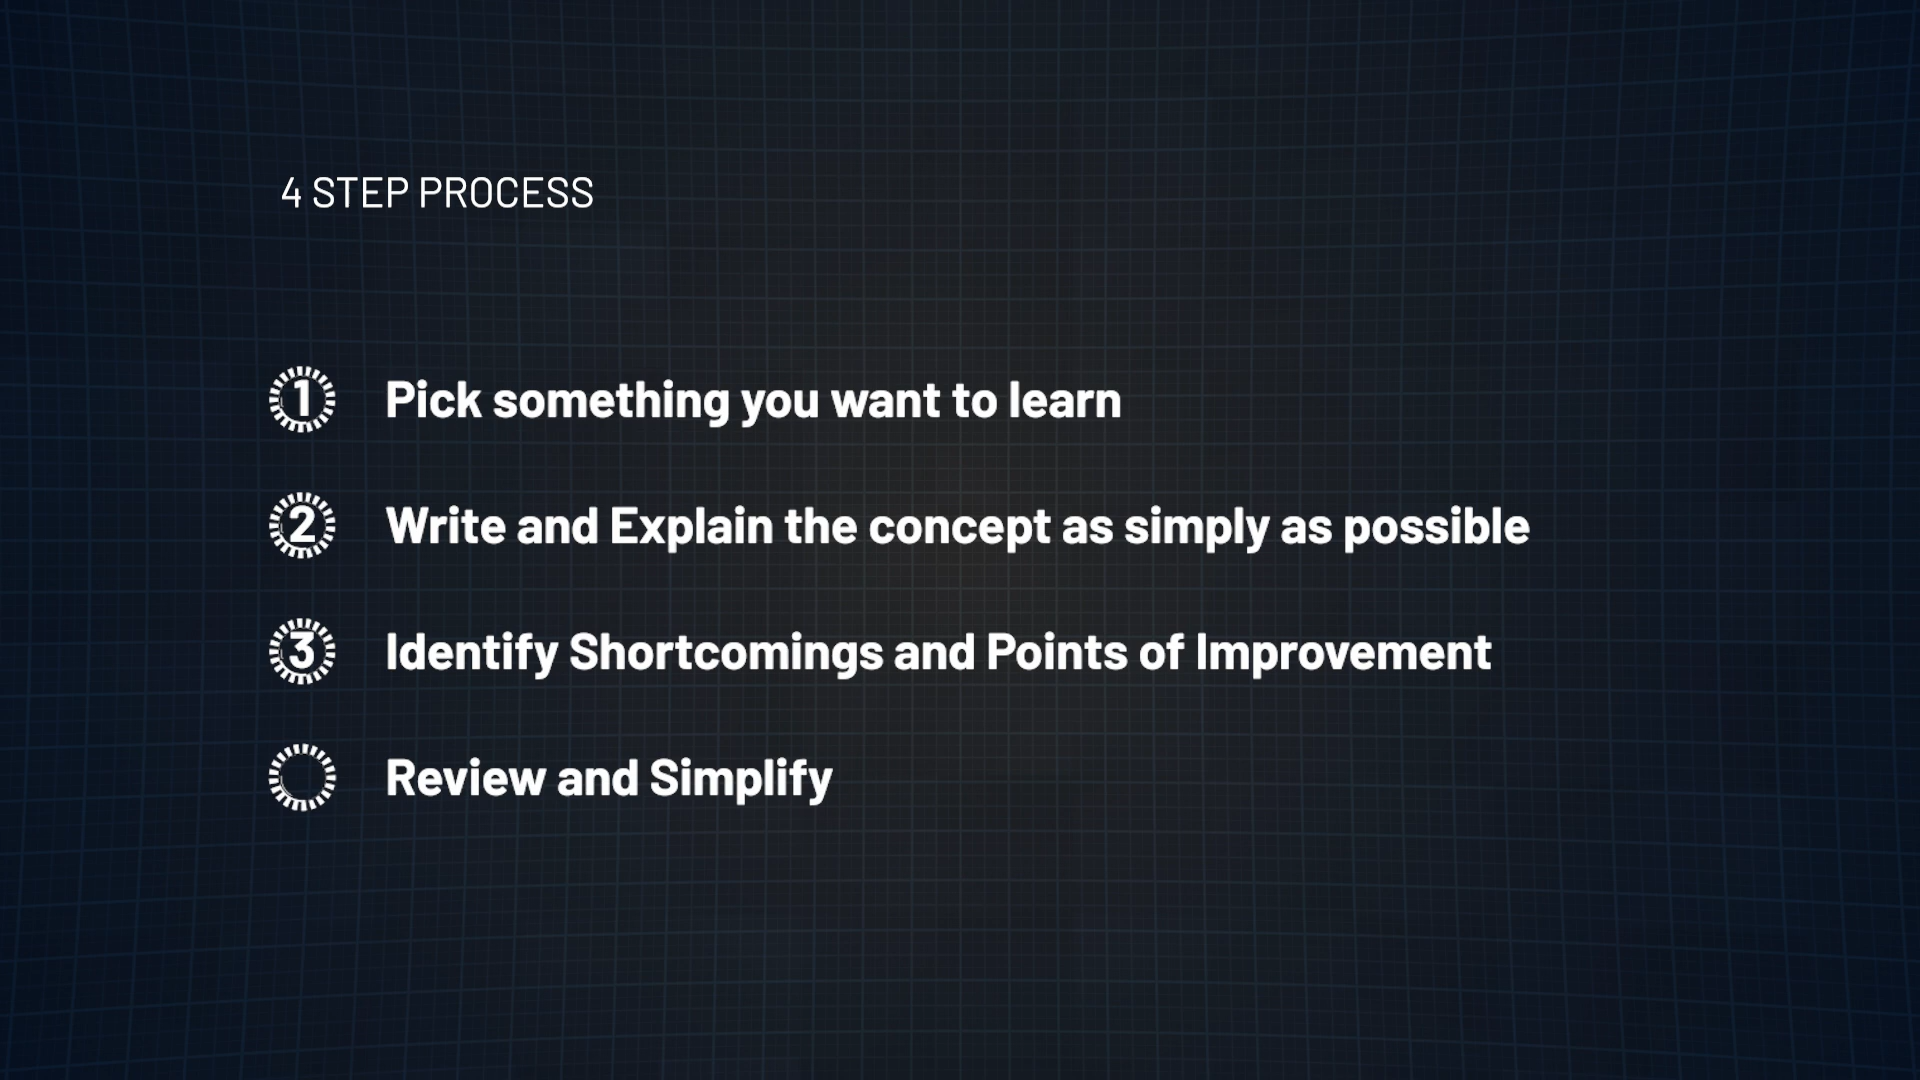 4 STEP PROCESS
1 Pick something you want to learn
2 Write and Explain the concept as simply as possible
3 Identify Shortcomings and Points of Improvement
Review and Simplify